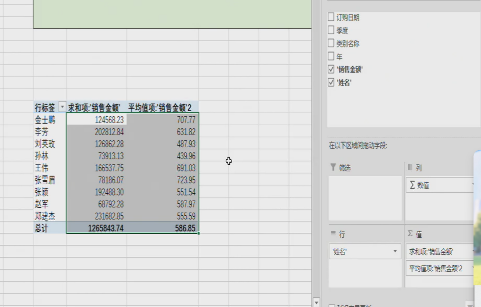 订购日期
季度
类别名称
年
'销售金额'
'姓名'
行标签 求和项:'销售金额' 平均值项:'销售金额'2
金士鹏 124568.23 707.77
李芳 202812.84 631.82
刘英玫 126862.28 487.93
孙林 73913.13 439.96
王伟 166537.75 691.03
张雪眉 78186.07 723.95
张颖 192488.30 551.54
赵军 68792.28 587.97
郑建杰 231682.85 555.59
总计 1265843.74 586.85
在以下区域间拖动字段:
筛选
列
Σ 数值
行
Σ 值
'姓名'
求和项:'销售金额'
平均值项:'销售金额'2